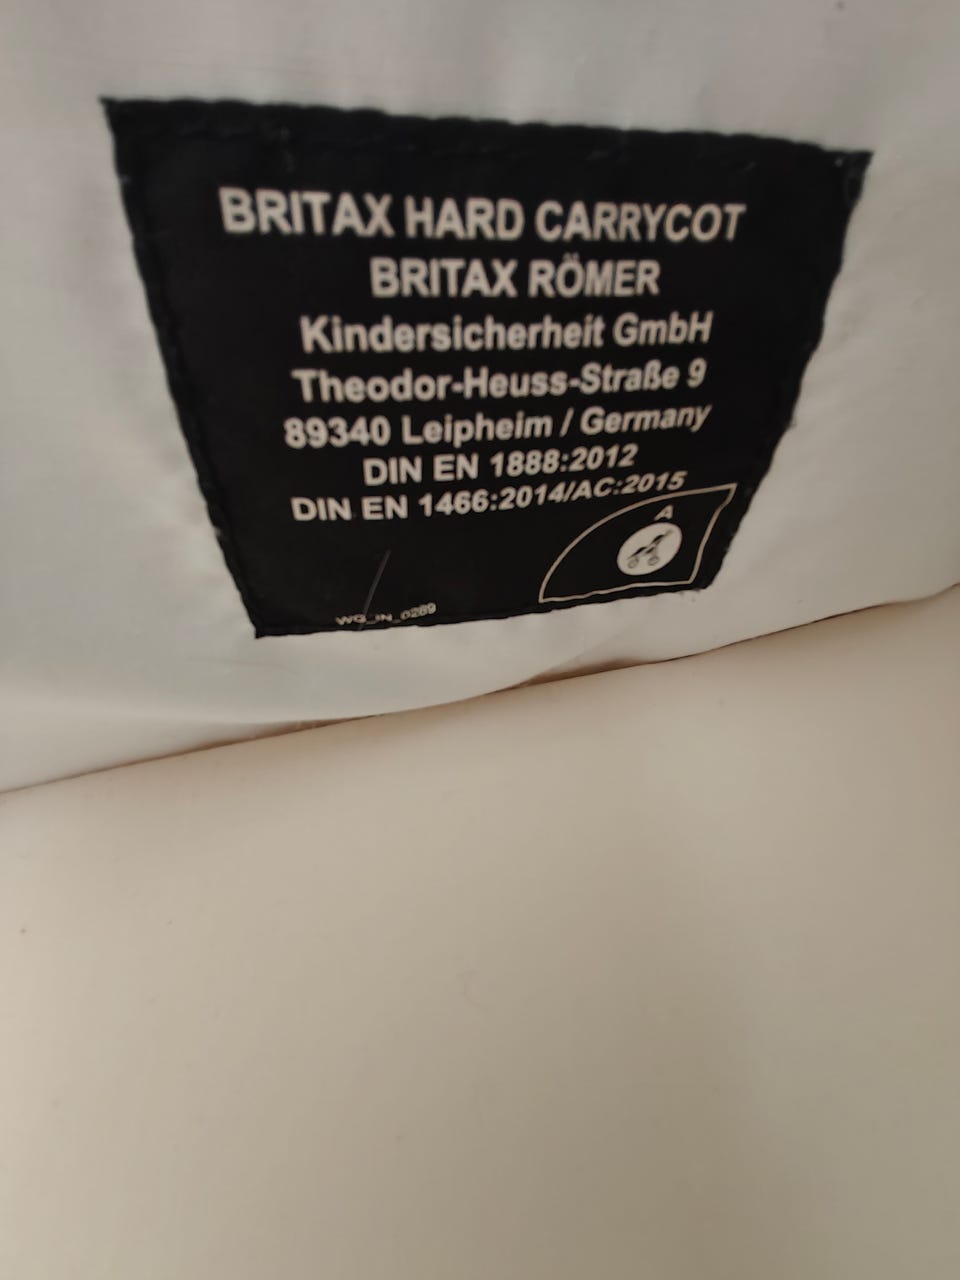 BRITAX HARD CARRYCOT
BRITAX RÖMER
Kindersicherheit GmbH
Theodor-Heuss-Straße 9
89340 Leipheim / Germany
DIN EN 1888:2012
DIN EN 1466:2014/AC:2015
A
WG_IN_0289